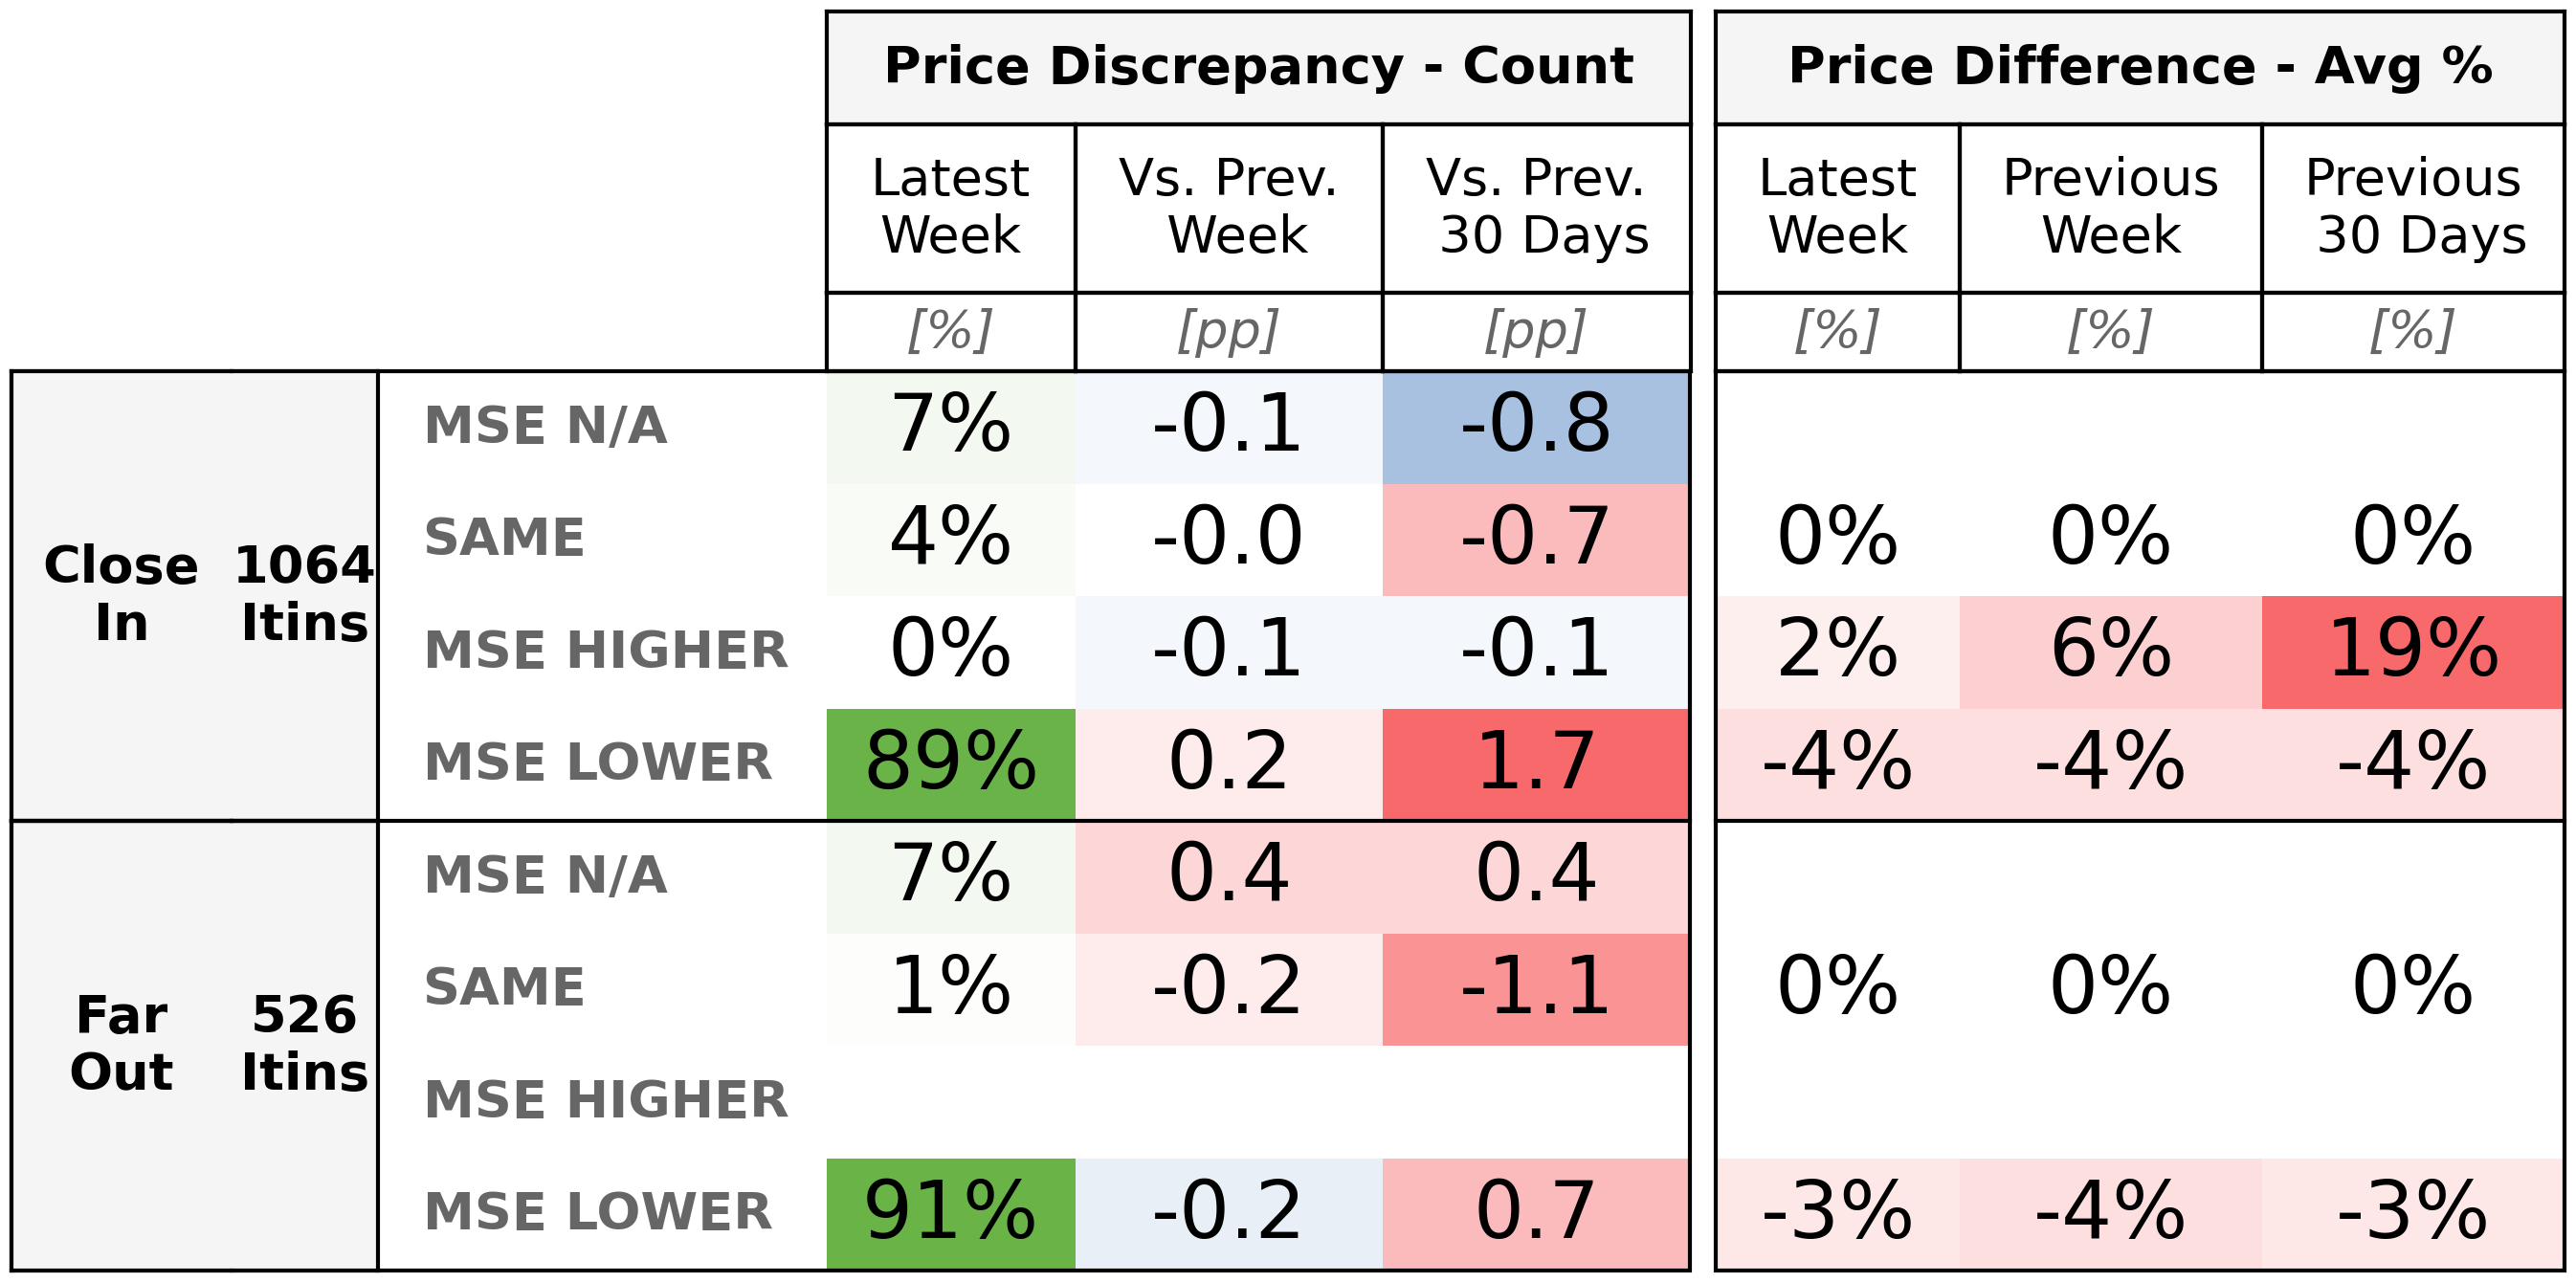 Price Discrepancy - Count Price Difference - Avg %
Latest Week Vs. Prev. Week Vs. Prev. 30 Days Latest Week Previous Week Previous 30 Days
[%] [pp] [pp] [%] [%] [%]
Close In 1064 Itins
MSE N/A 7% -0.1 -0.8
SAME 4% -0.0 -0.7 0% 0% 0%
MSE HIGHER 0% -0.1 -0.1 2% 6% 19%
MSE LOWER 89% 0.2 1.7 -4% -4% -4%
Far Out 526 Itins
MSE N/A 7% 0.4 0.4
SAME 1% -0.2 -1.1 0% 0% 0%
MSE HIGHER
MSE LOWER 91% -0.2 0.7 -3% -4% -3%